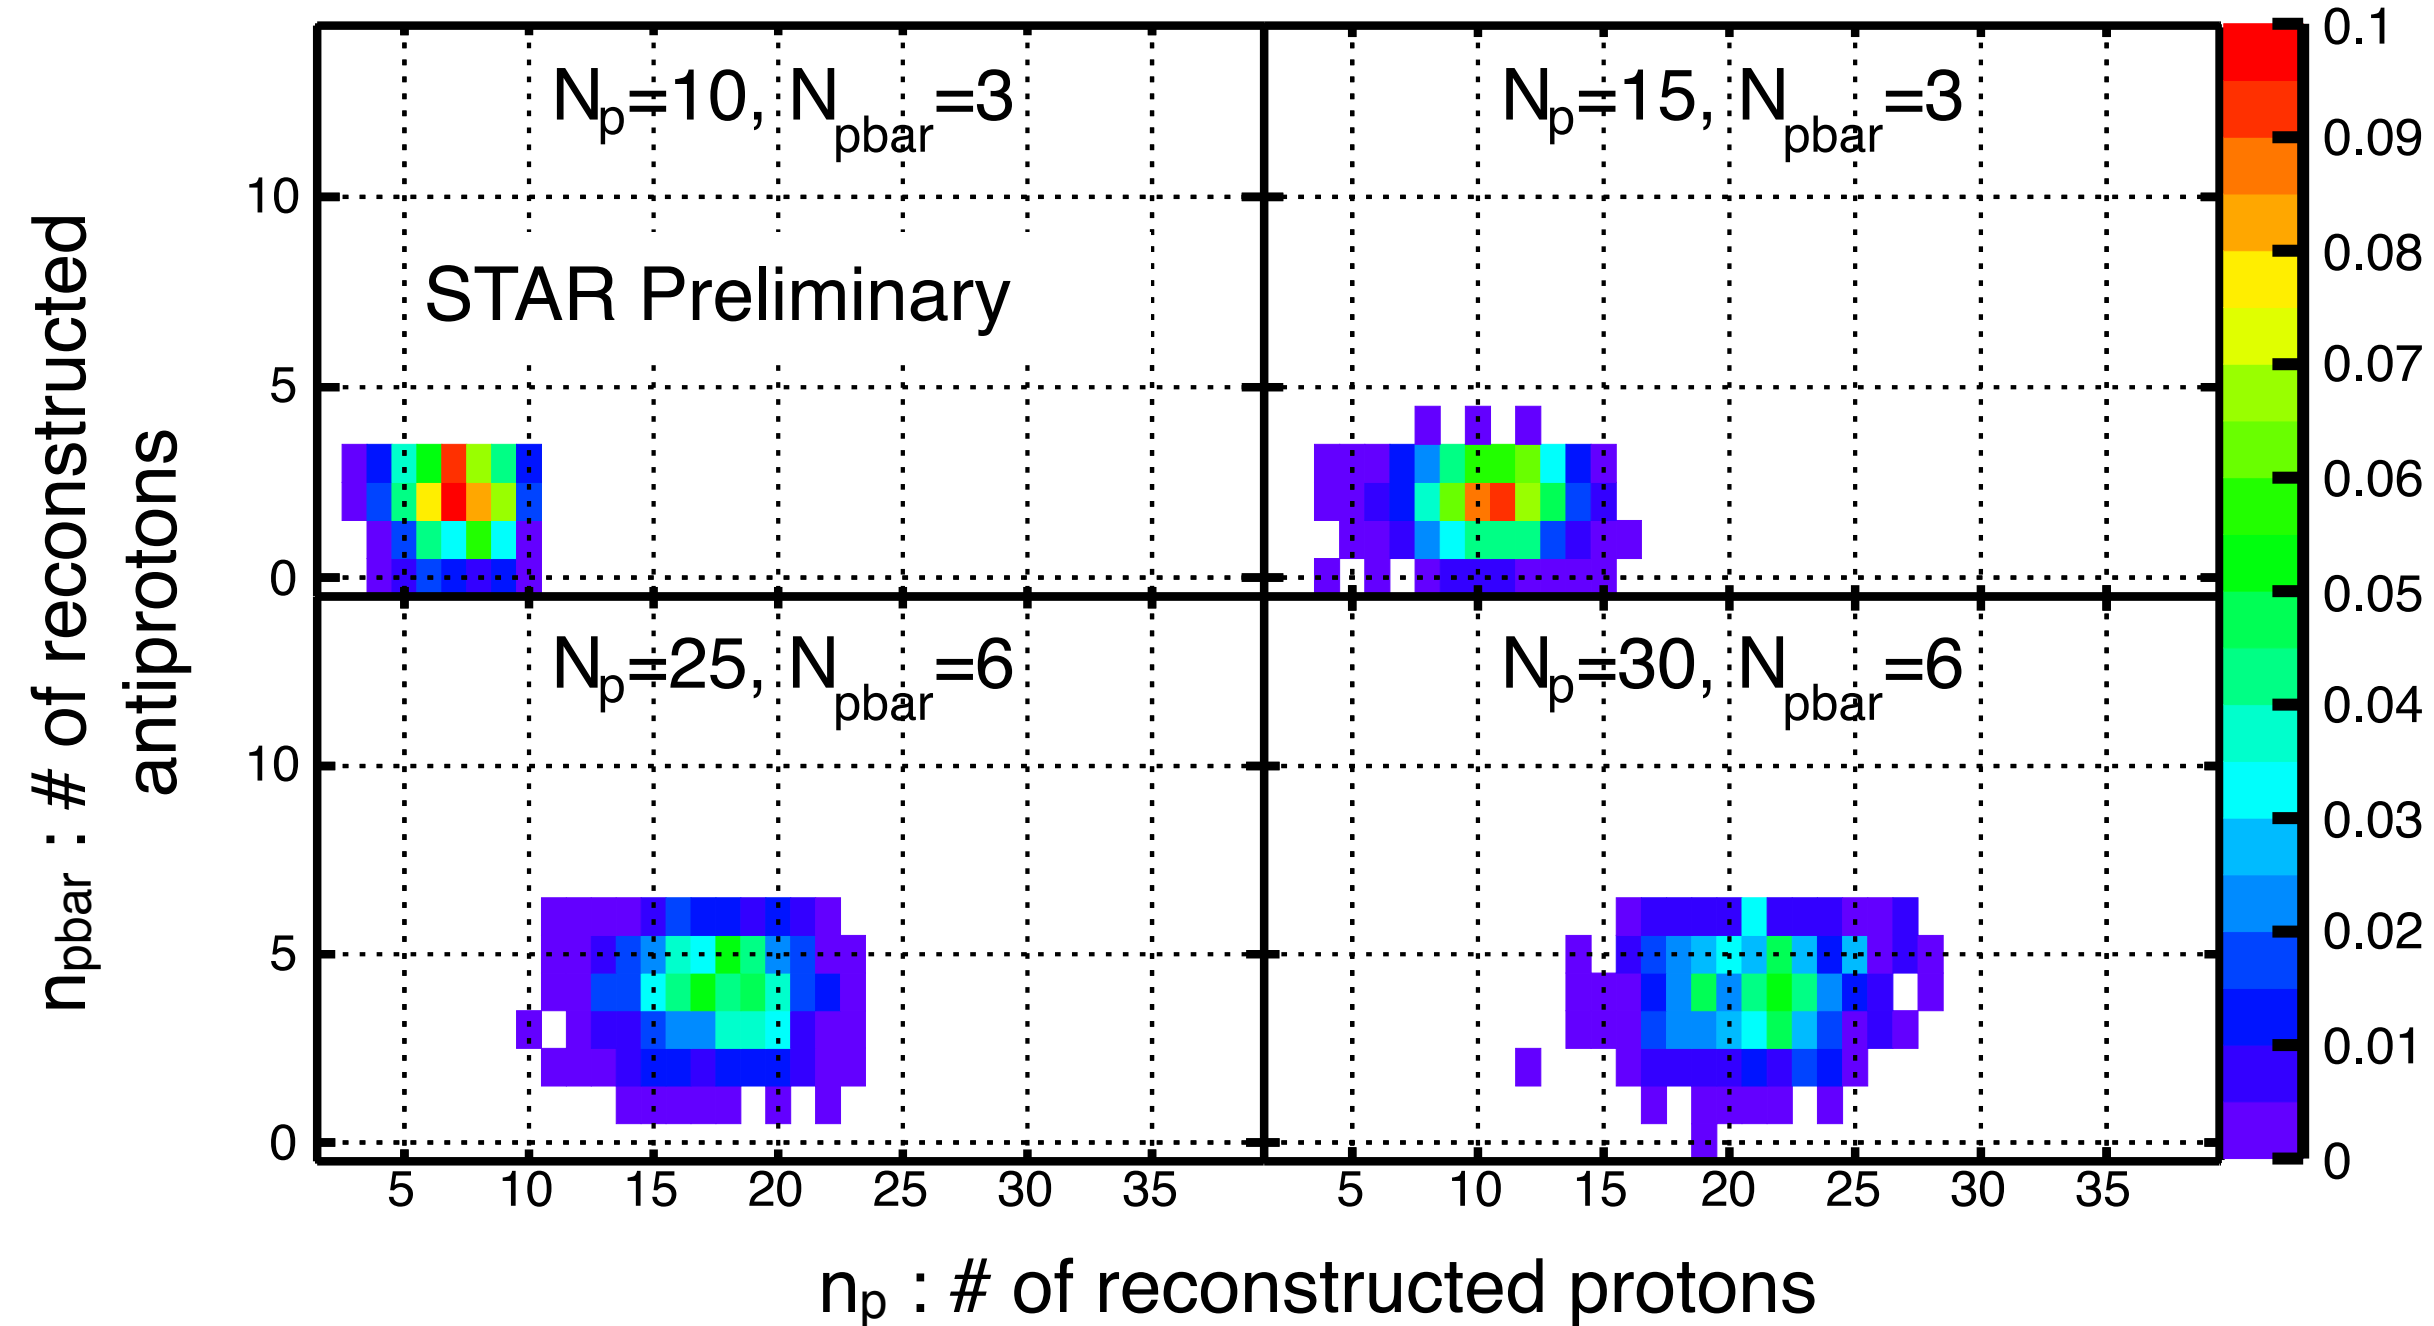 N_p=10, N_pbar=3
N_p=15, N_pbar=3
STAR Preliminary
N_p=25, N_pbar=6
N_p=30, N_pbar=6
n_pbar : # of reconstructed
antiprotons
10
5
0
10
5
0
5 10 15 20 25 30 35
5 10 15 20 25 30 35
n_p : # of reconstructed protons
0.1
0.09
0.08
0.07
0.06
0.05
0.04
0.03
0.02
0.01
0